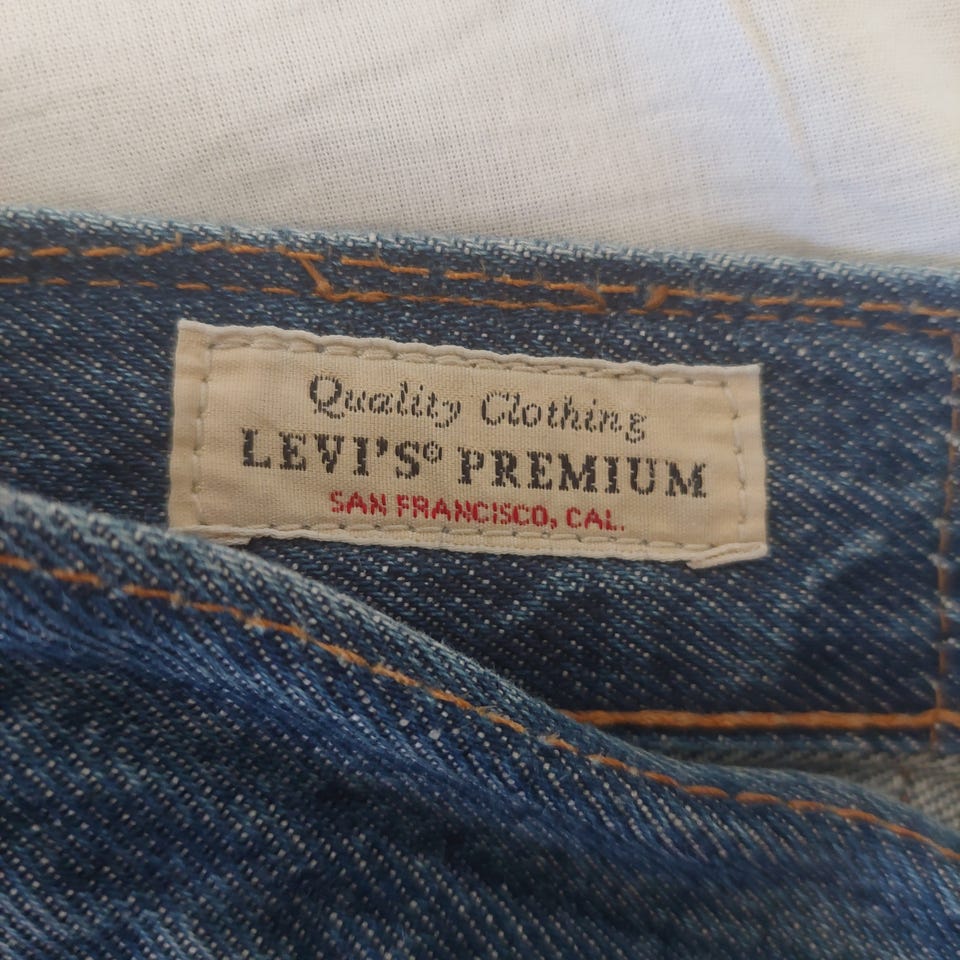 Quality Clothing
LEVI'S® PREMIUM
SAN FRANCISCO, CAL.